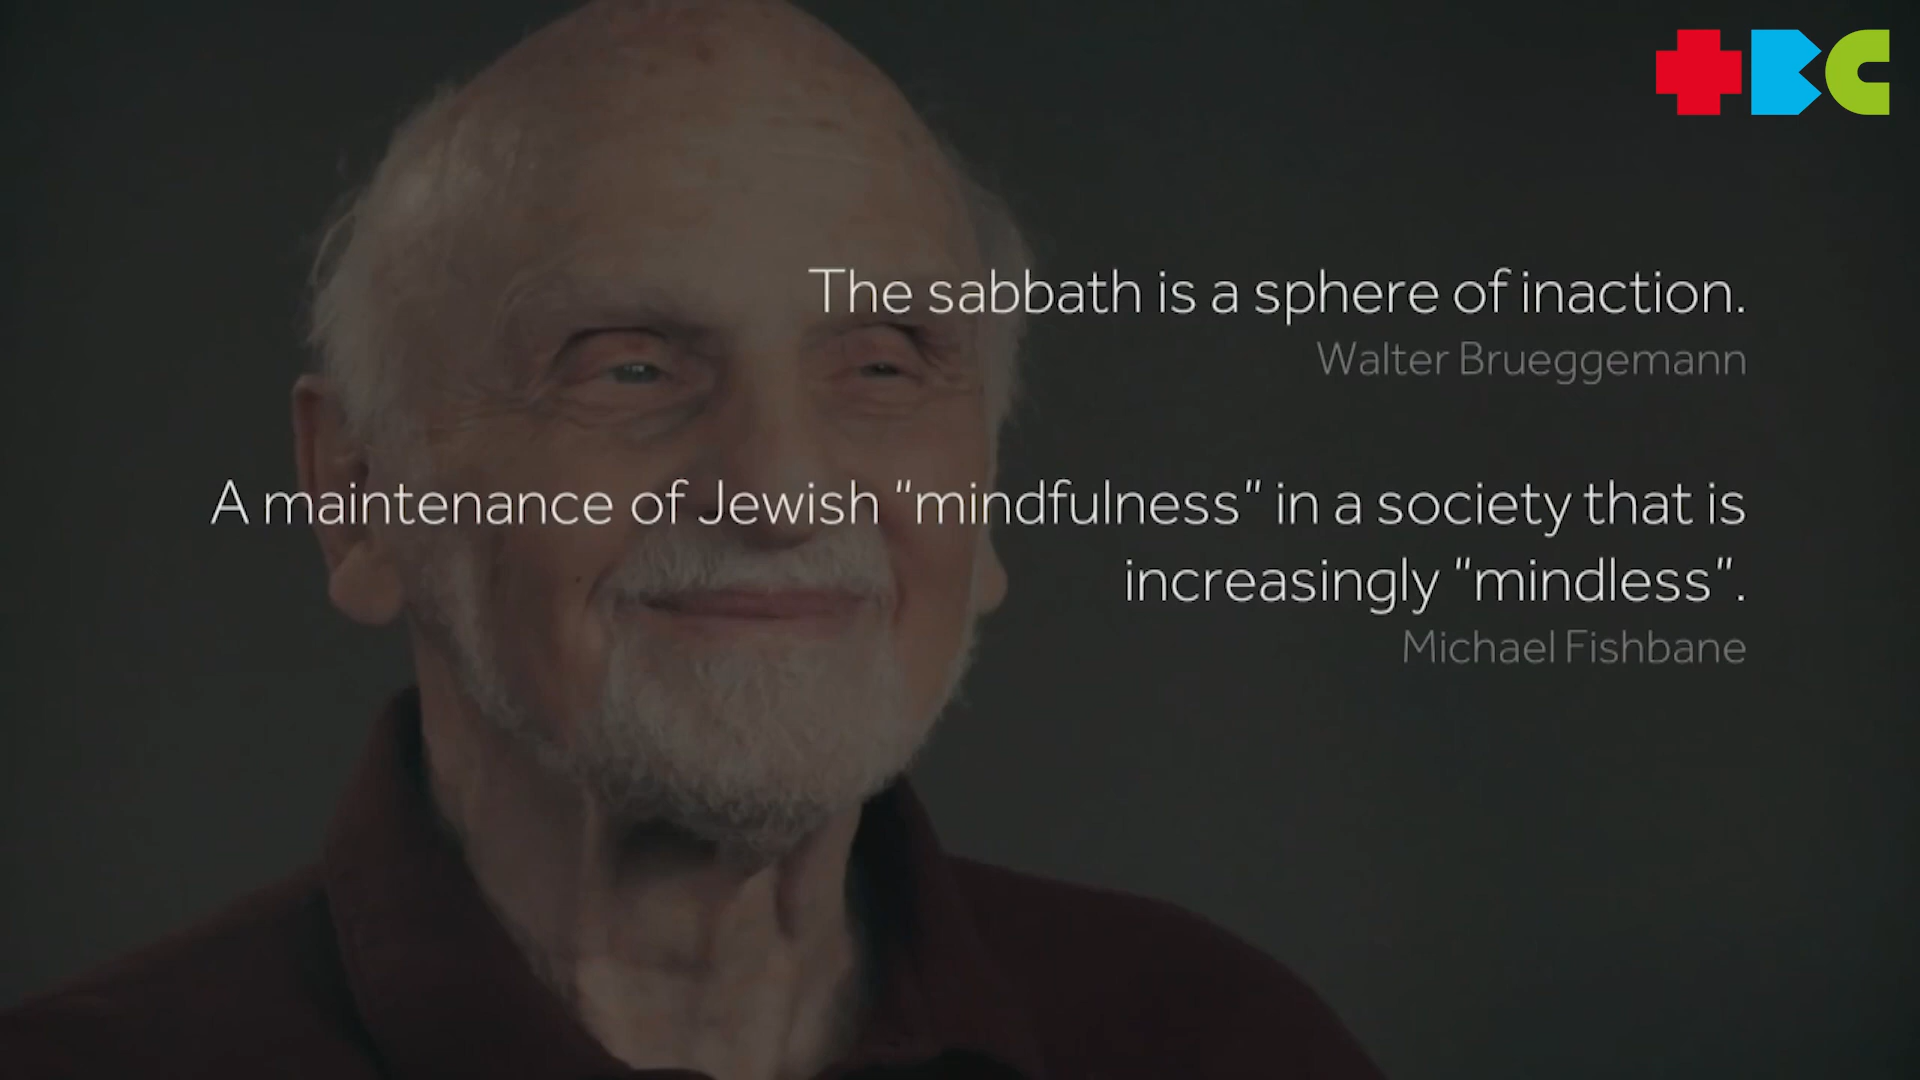 The sabbath is a sphere of inaction.
Walter Brueggemann
A maintenance of Jewish “mindfulness” in a society that is
increasingly “mindless”.
Michael Fishbane